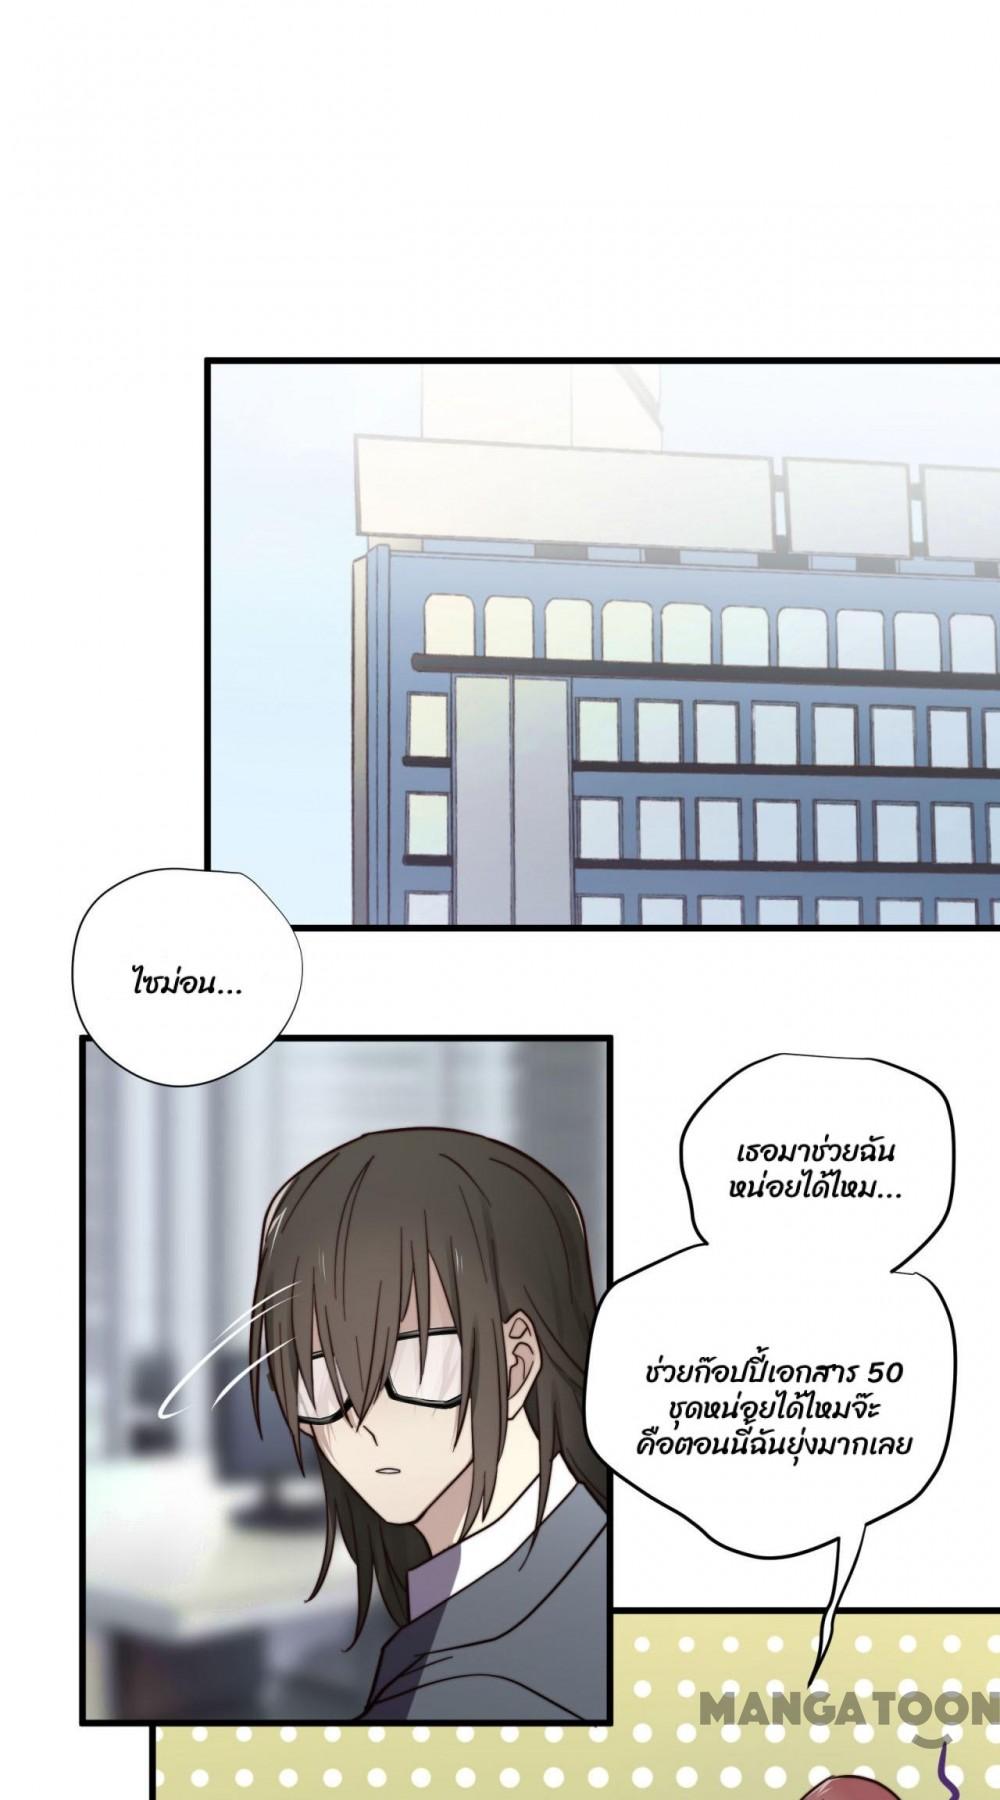 ไซม่อน...
เธอมาช่วยฉัน
หน่อยได้ไหม...
ช่วยก๊อปปี้เอกสาร 50
ชุดหน่อยได้ไหมจ๊ะ
คือตอนนี้ฉันยุ่งมากเลย
MANGATOON